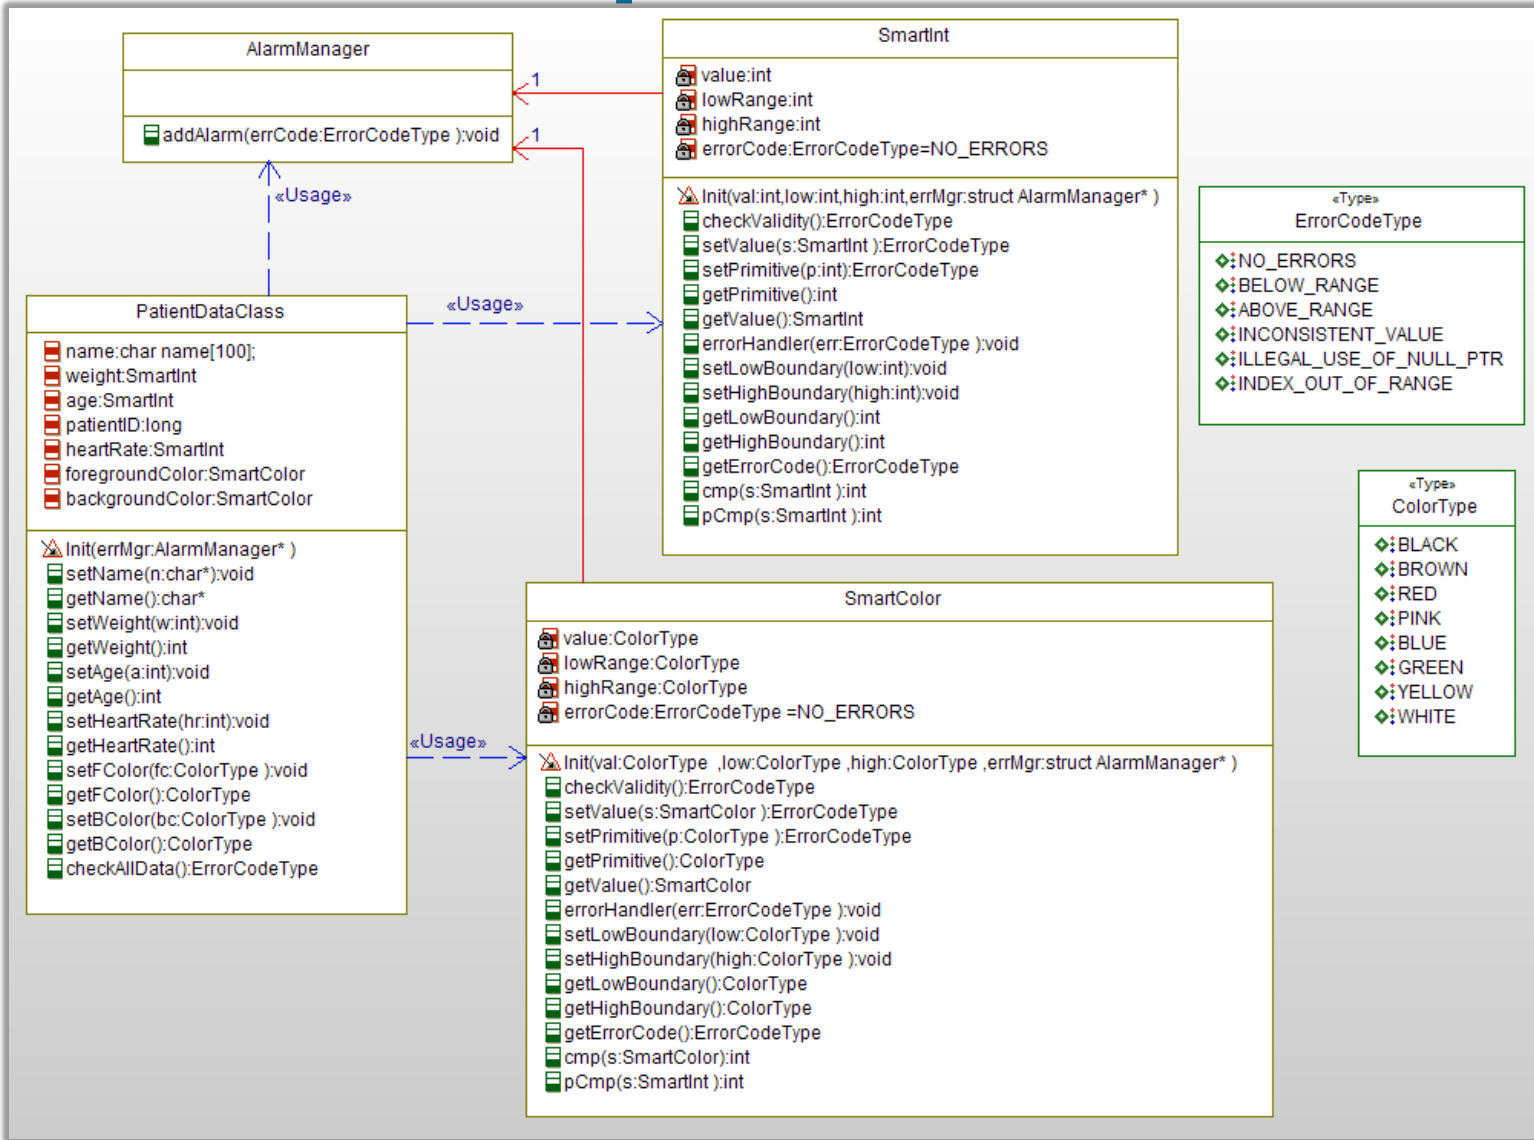 AlarmManager
addAlarm(errCode:ErrorCodeType ):void
1
1
«Usage»
SmartInt
value:int
lowRange:int
highRange:int
errorCode:ErrorCodeType=NO_ERRORS
Init(val:int,low:int,high:int,errMgr:struct AlarmManager* )
checkValidity():ErrorCodeType
setValue(s:SmartInt ):ErrorCodeType
setPrimitive(p:int):ErrorCodeType
getPrimitive():int
getValue():SmartInt
errorHandler(err:ErrorCodeType ):void
setLowBoundary(low:int):void
setHighBoundary(high:int):void
getLowBoundary():int
getHighBoundary():int
getErrorCode():ErrorCodeType
cmp(s:SmartInt ):int
pCmp(s:SmartInt ):int
«Type»
ErrorCodeType
NO_ERRORS
BELOW_RANGE
ABOVE_RANGE
INCONSISTENT_VALUE
ILLEGAL_USE_OF_NULL_PTR
INDEX_OUT_OF_RANGE
PatientDataClass
name:char name[100];
weight:SmartInt
age:SmartInt
patientID:long
heartRate:SmartInt
foregroundColor:SmartColor
backgroundColor:SmartColor
Init(errMgr:AlarmManager* )
setName(n:char*):void
getName():char*
setWeight(w:int):void
getWeight():int
setAge(a:int):void
getAge():int
setHeartRate(hr:int):void
getHeartRate():int
setFColor(fc:ColorType ):void
getFColor():ColorType
setBColor(bc:ColorType ):void
getBColor():ColorType
checkAllData():ErrorCodeType
«Usage»
«Usage»
«Type»
ColorType
BLACK
BROWN
RED
PINK
BLUE
GREEN
YELLOW
WHITE
SmartColor
value:ColorType
lowRange:ColorType
highRange:ColorType
errorCode:ErrorCodeType =NO_ERRORS
Init(val:ColorType  ,low:ColorType ,high:ColorType ,errMgr:struct AlarmManager* )
checkValidity():ErrorCodeType
setValue(s:SmartColor ):ErrorCodeType
setPrimitive(p:ColorType ):ErrorCodeType
getPrimitive():ColorType
getValue():SmartColor
errorHandler(err:ErrorCodeType ):void
setLowBoundary(low:ColorType ):void
setHighBoundary(high:ColorType ):void
getLowBoundary():ColorType
getHighBoundary():ColorType
getErrorCode():ErrorCodeType
cmp(s:SmartColor):int
pCmp(s:SmartInt ):int